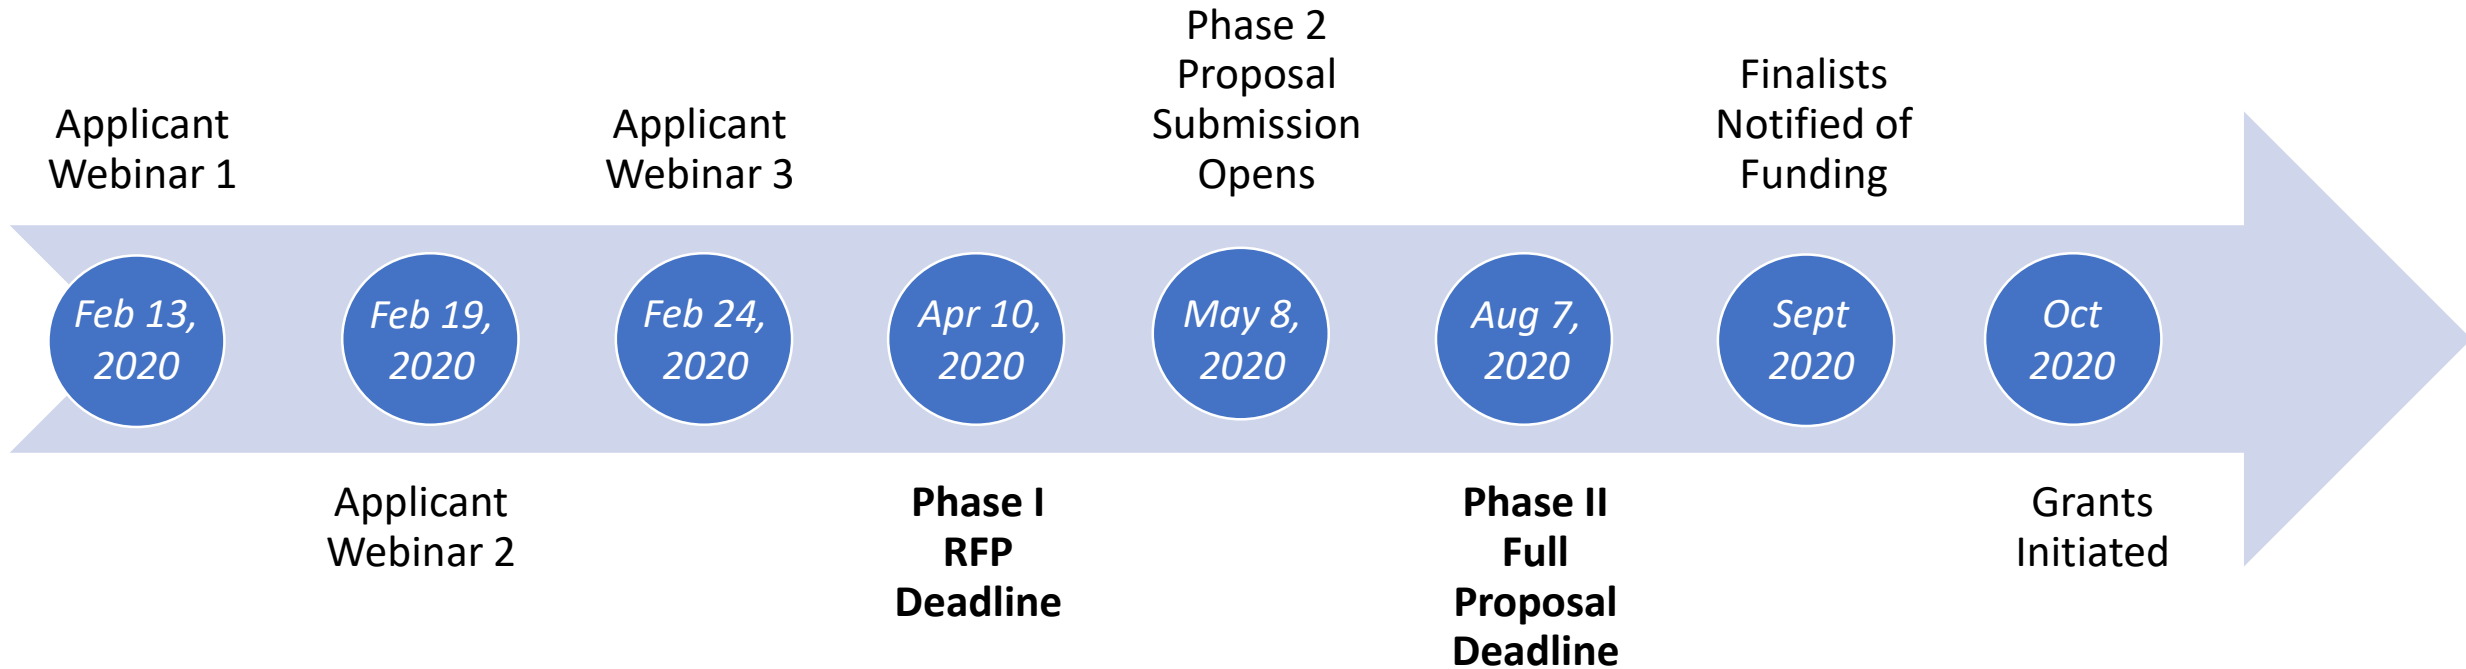 Applicant
Webinar 1
Applicant
Webinar 3
Phase 2
Proposal
Submission
Opens
Finalists
Notified of
Funding
Feb 13,
2020
Feb 19,
2020
Feb 24,
2020
Apr 10,
2020
May 8,
2020
Aug 7,
2020
Sept
2020
Oct
2020
Applicant
Webinar 2
Phase I
RFP
Deadline
Phase II
Full
Proposal
Deadline
Grants
Initiated